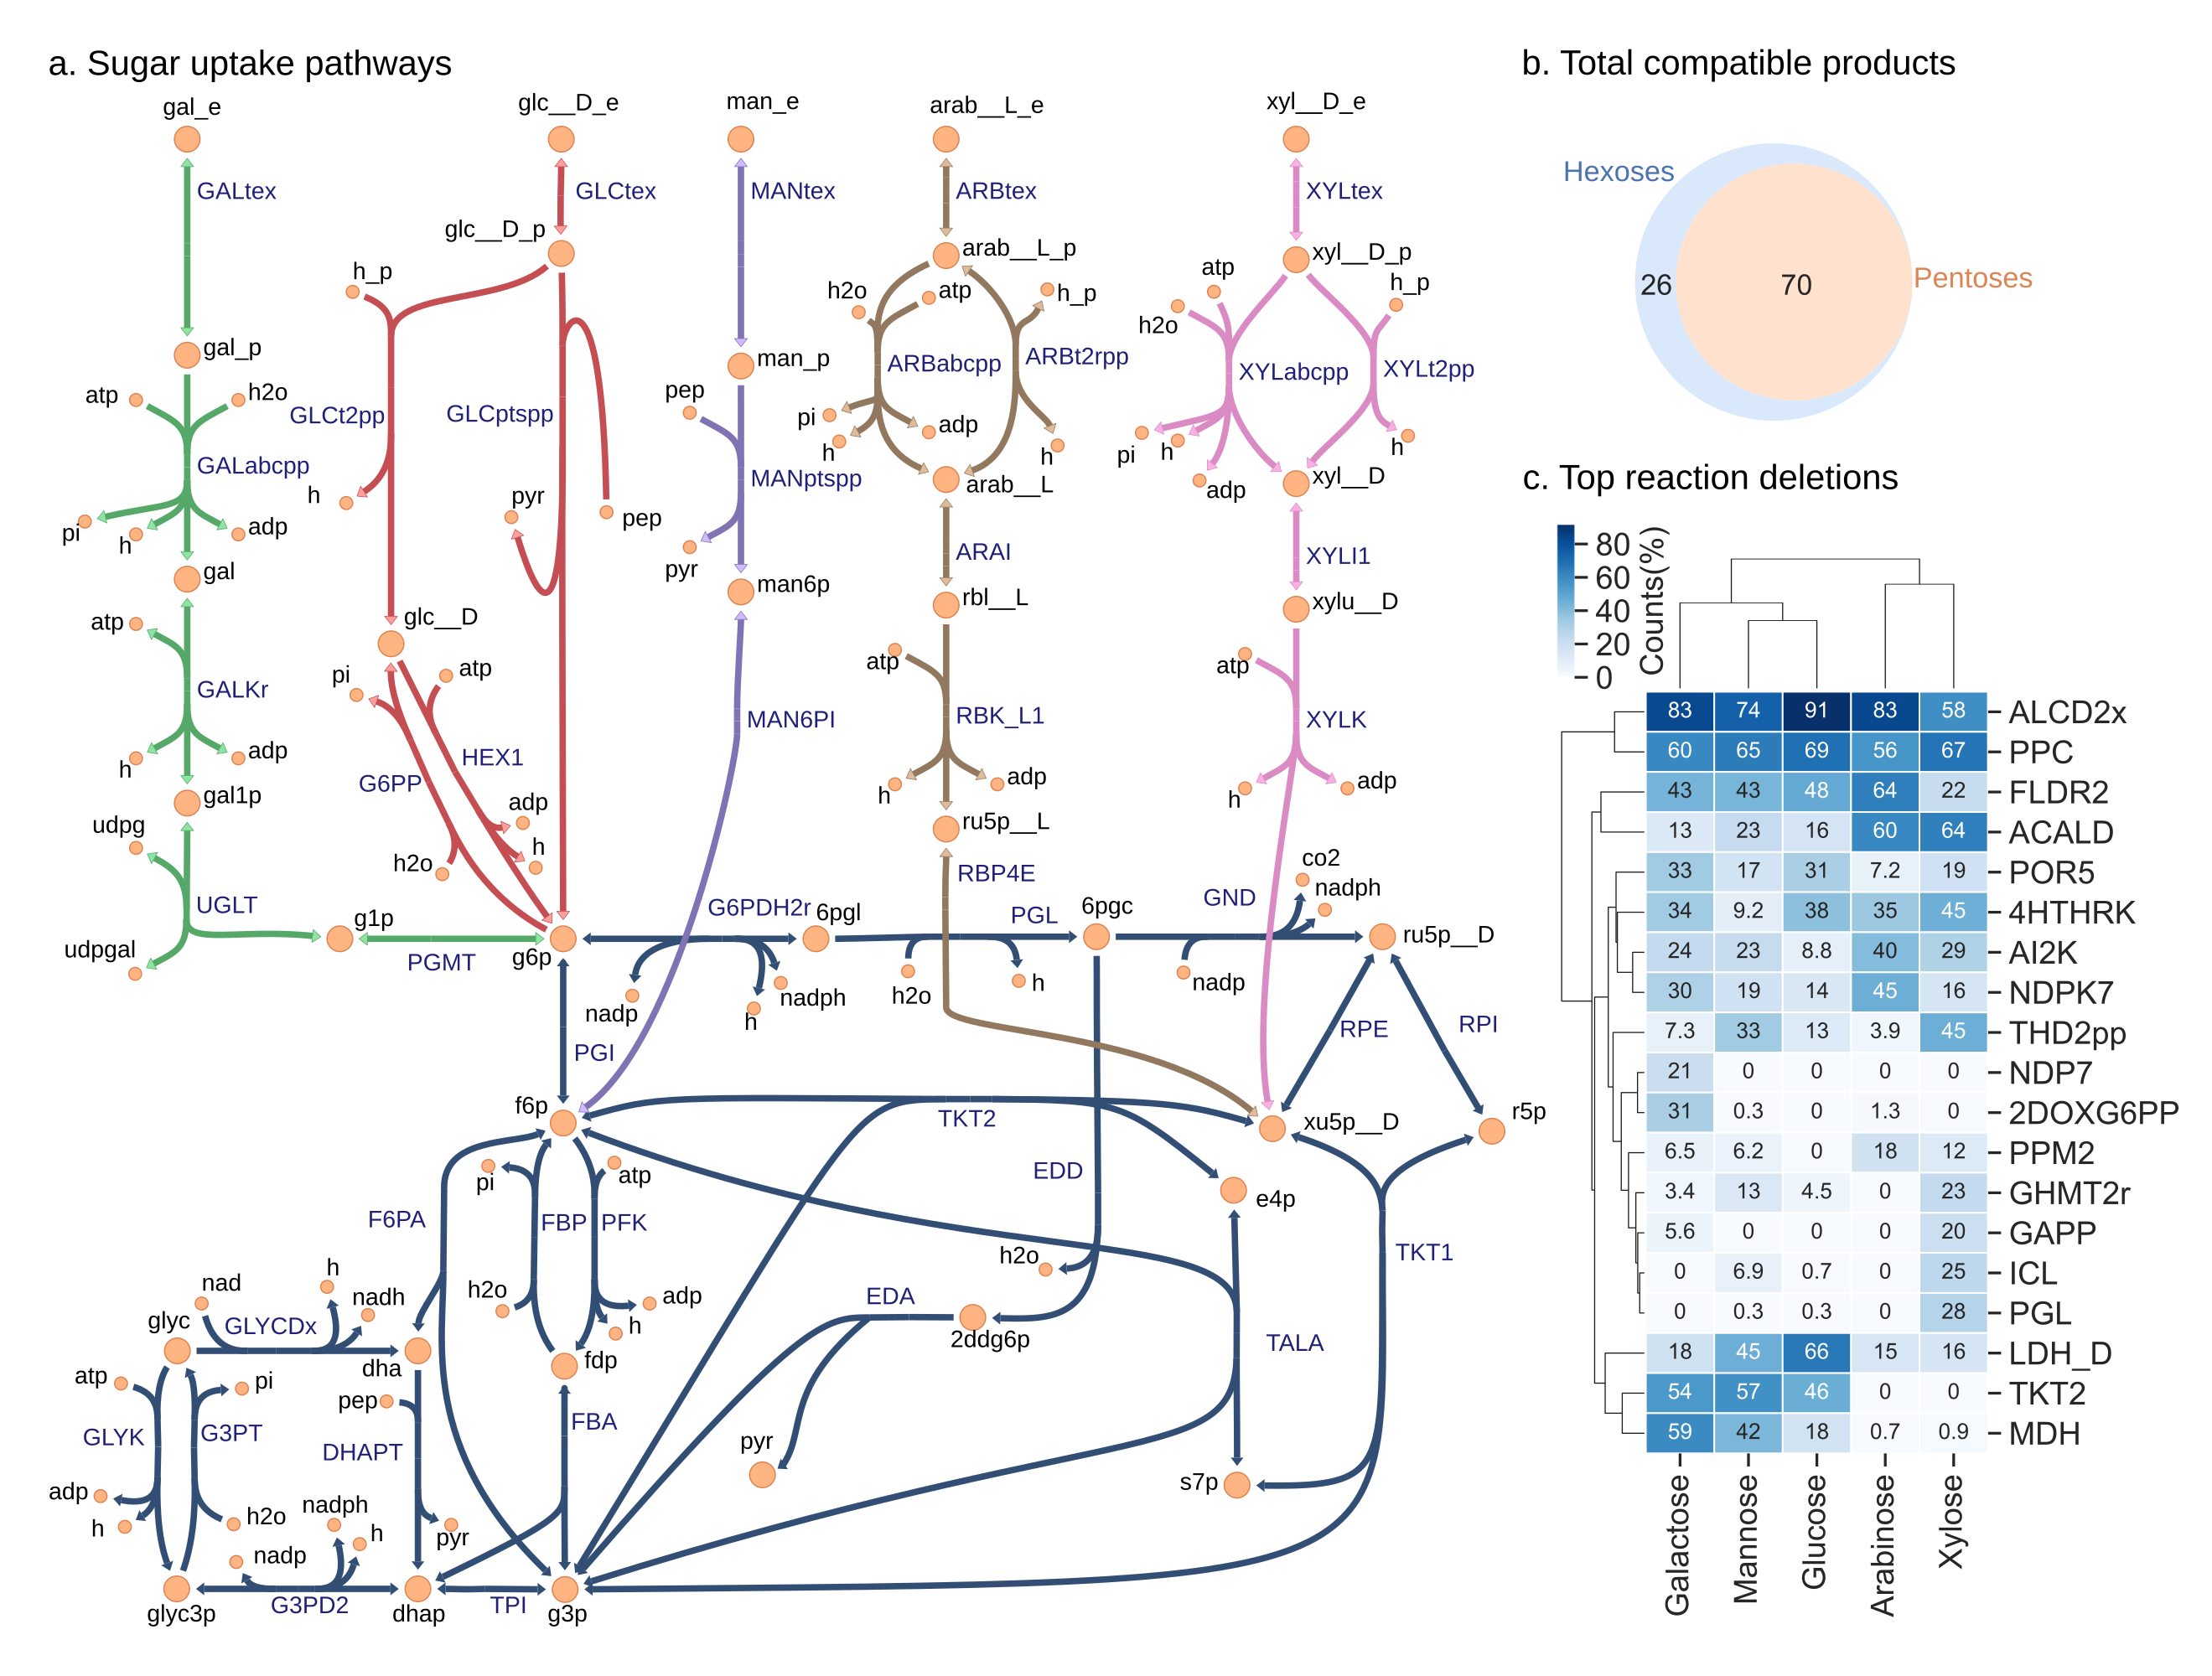 a. Sugar uptake pathways
b. Total compatible products
gal_e
glc__D_e
man_e
arab__L_e
xyl__D_e
Hexoses
GALtex
GLCtex
MANtex
ARBtex
XYLtex
glc__D_p
arab__L_p
xyl__D_p
h_p
h2o
atp
h_p
atp
h2o
h_p
26
70
Pentoses
gal_p
man_p
ARBabcpp
ARBt2rpp
XYLabcpp
XYLt2pp
atp
h2o
GLCt2pp
GLCptspp
pep
pi
h
adp
h
pi
h
adp
h
GALabcpp
MANptspp
arab__L
xyl__D
c. Top reaction deletions
h
pyr
pep
pi
h
adp
pyr
gal
man6p
ARAI
XYLI1
rbl__L
xylu__D
80
60
40
20
0
Counts(%)
atp
glc__D
pi
atp
atp
atp
GALKr
MAN6PI
RBK_L1
XYLK
HEX1
G6PP
h
adp
h
adp
h
adp
gal1p
adp
h
h2o
ru5p__L
udpg
UGLT
RBP4E
co2
nadph
udpgal
g1p
PGMT
g6p
G6PDH2r
6pgl
PGL
6pgc
GND
ru5p__D
nadp
h
nadph
h2o
h
nadp
PGI
RPE
RPI
f6p
TKT2
xu5p__D
r5p
pi
atp
EDD
e4p
F6PA
FBP
PFK
TKT1
h2o
h2o
adp
h
EDA
2ddg6p
TALA
nad
h
nadh
glyc
GLYCDx
dha
fdp
atp
pi
pep
GLYK
G3PT
DHAPT
FBA
pyr
s7p
adp
h
h2o
nadph
h
nadp
pyr
glyc3p
G3PD2
dhap
TPI
g3p
83 74 91 83 58 ALCD2x
60 65 69 56 67 PPC
43 43 48 64 22 FLDR2
13 23 16 60 64 ACALD
33 17 31 7.2 19 POR5
34 9.2 38 35 45 4HTHRK
24 23 8.8 40 29 AI2K
30 19 14 45 16 NDPK7
7.3 33 13 3.9 45 THD2pp
21 0 0 0 0 NDP7
31 0.3 0 1.3 0 2DOXG6PP
6.5 6.2 0 18 12 PPM2
3.4 13 4.5 0 23 GHMT2r
5.6 0 0 0 20 GAPP
0 6.9 0.7 0 25 ICL
0 0.3 0.3 0 28 PGL
18 45 66 15 16 LDH_D
54 57 46 0 0 TKT2
59 42 18 0.7 0.9 MDH
Galactose
Mannose
Glucose
Arabinose
Xylose